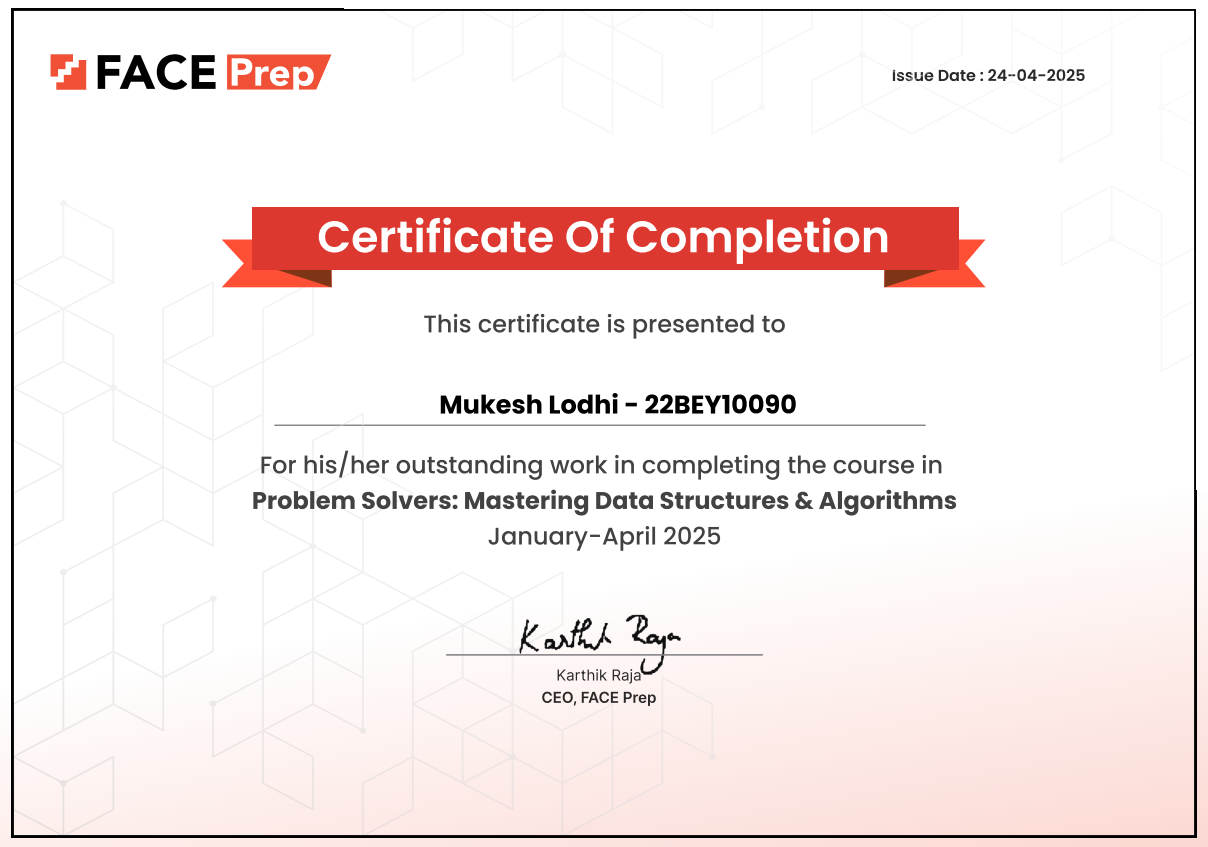 FACE Prep
Issue Date : 24-04-2025
Certificate Of Completion
This certificate is presented to
Mukesh Lodhi - 22BEY10090
For his/her outstanding work in completing the course in
Problem Solvers: Mastering Data Structures & Algorithms
January-April 2025
Karthik Raja
Karthik Raja
CEO, FACE Prep